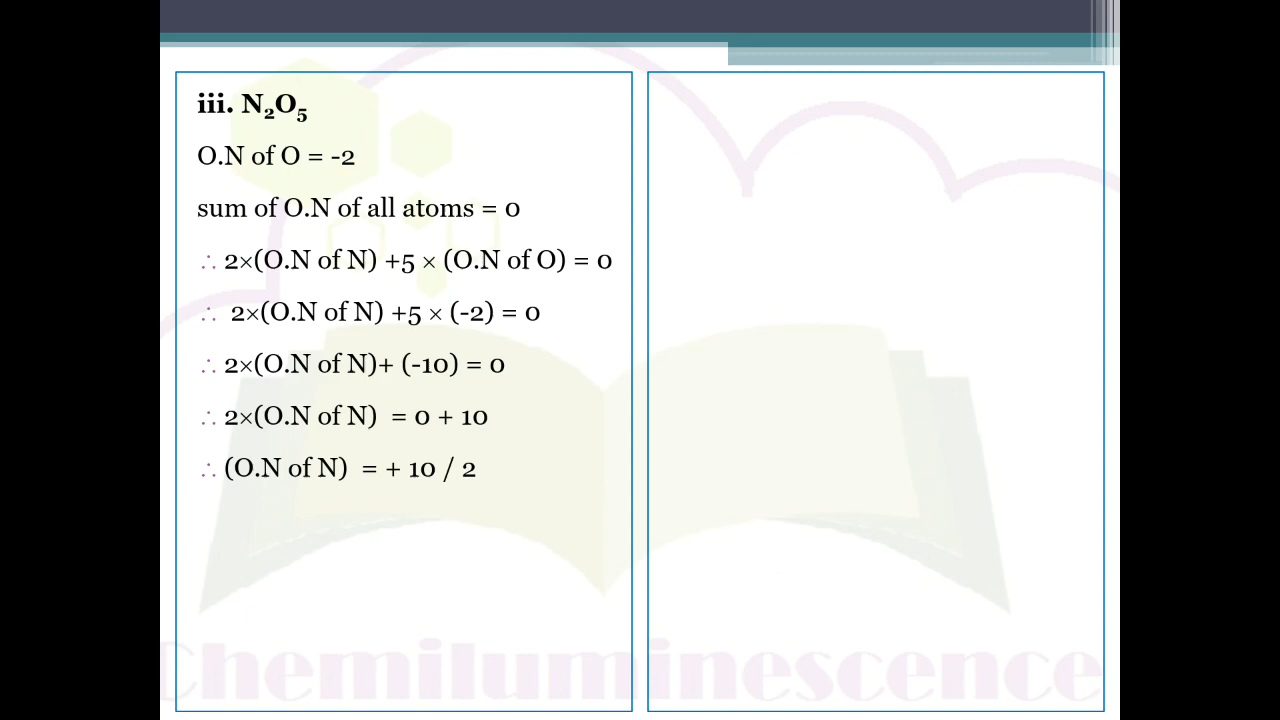 iii. N₂O₅
O.N of O = -2
sum of O.N of all atoms = 0
∴ 2×(O.N of N) +5 × (O.N of O) = 0
∴ 2×(O.N of N) +5 × (-2) = 0
∴ 2×(O.N of N)+ (-10) = 0
∴ 2×(O.N of N) = 0 + 10
∴ (O.N of N) = + 10 / 2
Chemiluminescence